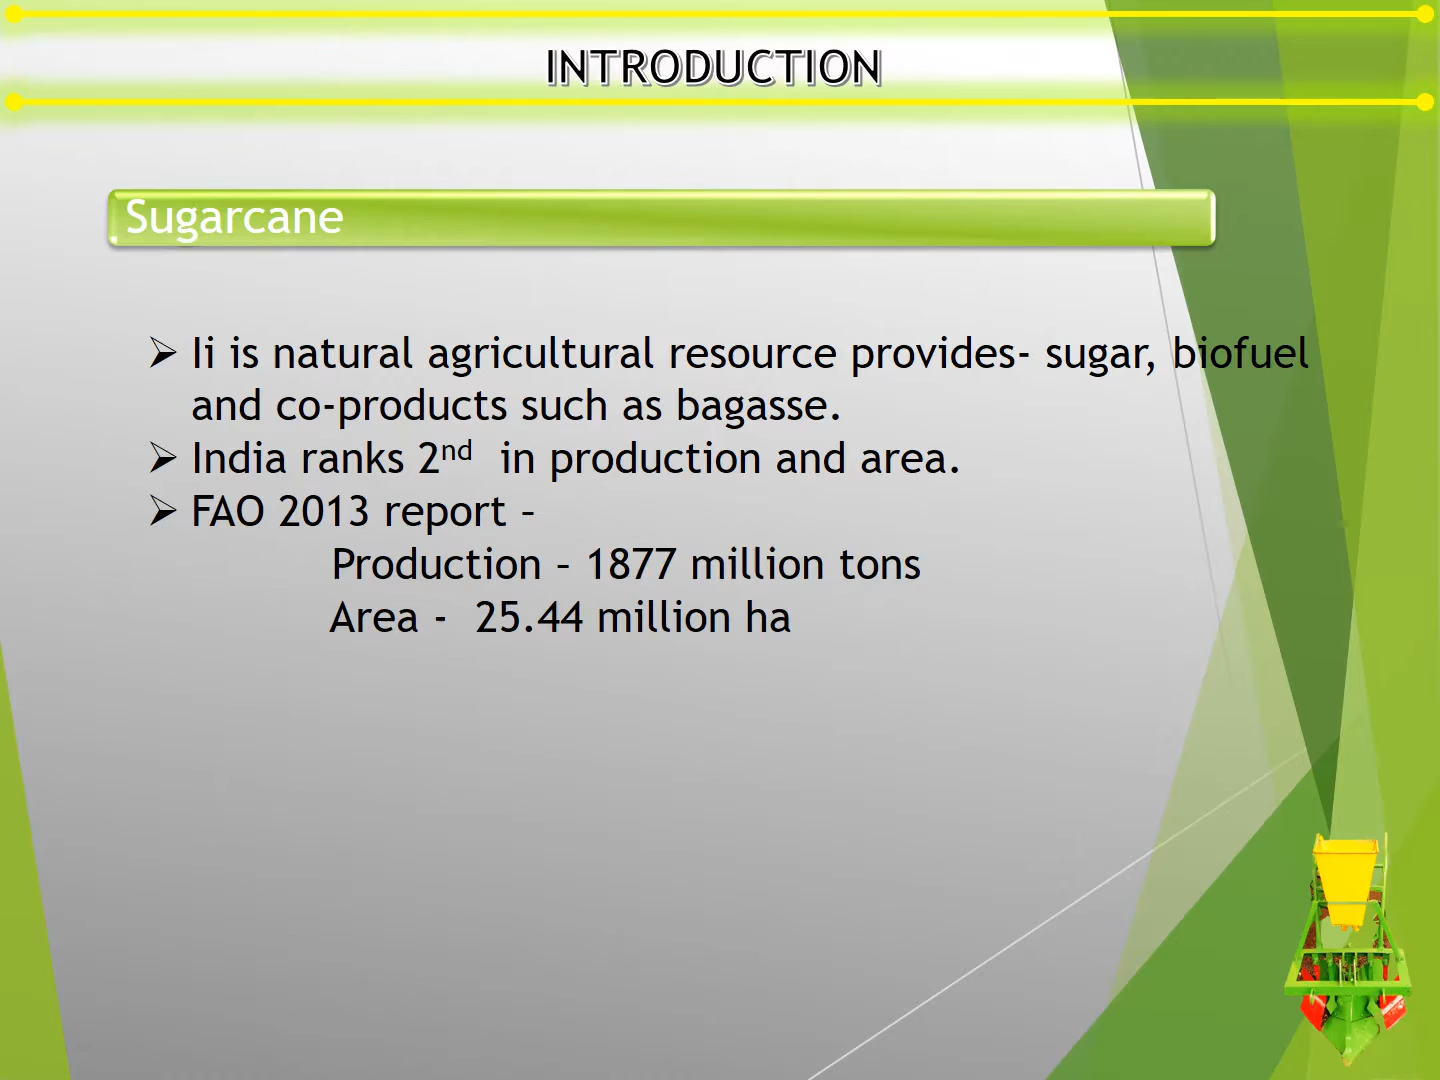 INTRODUCTION
Sugarcane
➢ Ii is natural agricultural resource provides- sugar, biofuel
and co-products such as bagasse.
➢ India ranks 2nd in production and area.
➢ FAO 2013 report –
Production – 1877 million tons
Area - 25.44 million ha